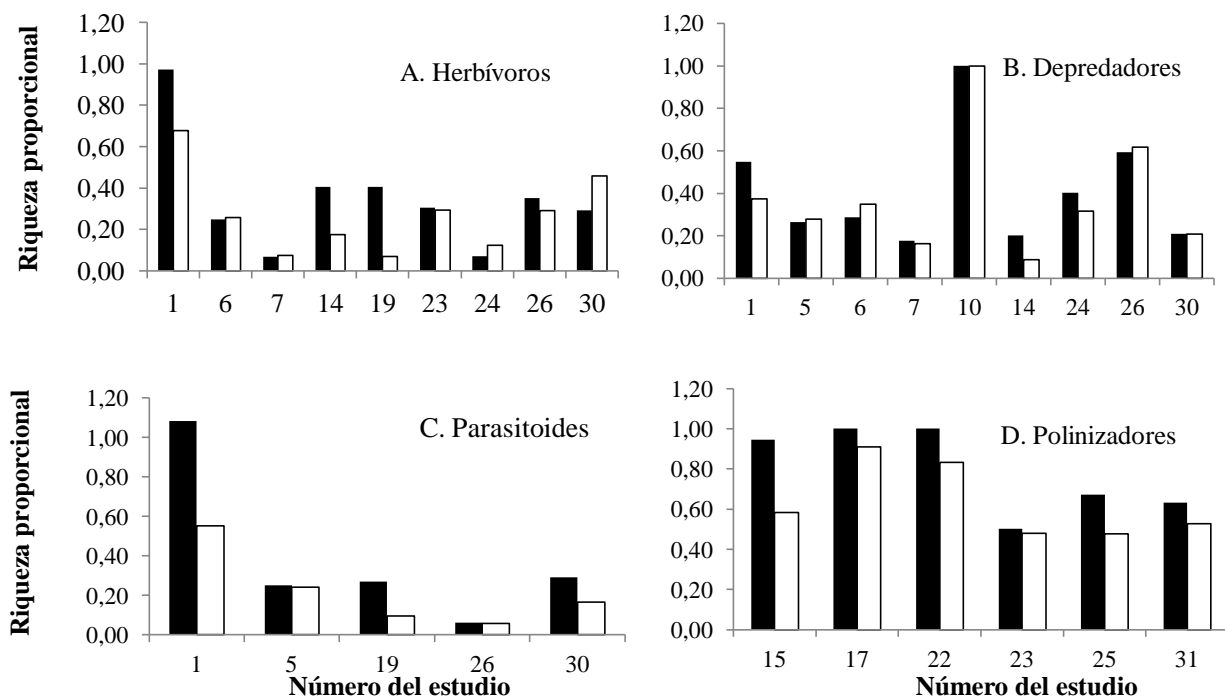 Riqueza proporcional
1,20
1,00
0,80
0,60
0,40
0,20
0,00
A. Herbívoros
1 6 7 14 19 23 24 26 30
1,20
1,00
0,80
0,60
0,40
0,20
0,00
B. Depredadores
1 5 6 7 10 14 24 26 30
Riqueza proporcional
1,20
1,00
0,80
0,60
0,40
0,20
0,00
C. Parasitoides
1 5 19 26 30
Número del estudio
1,20
1,00
0,80
0,60
0,40
0,20
0,00
D. Polinizadores
15 17 22 23 25 31
Número del estudio